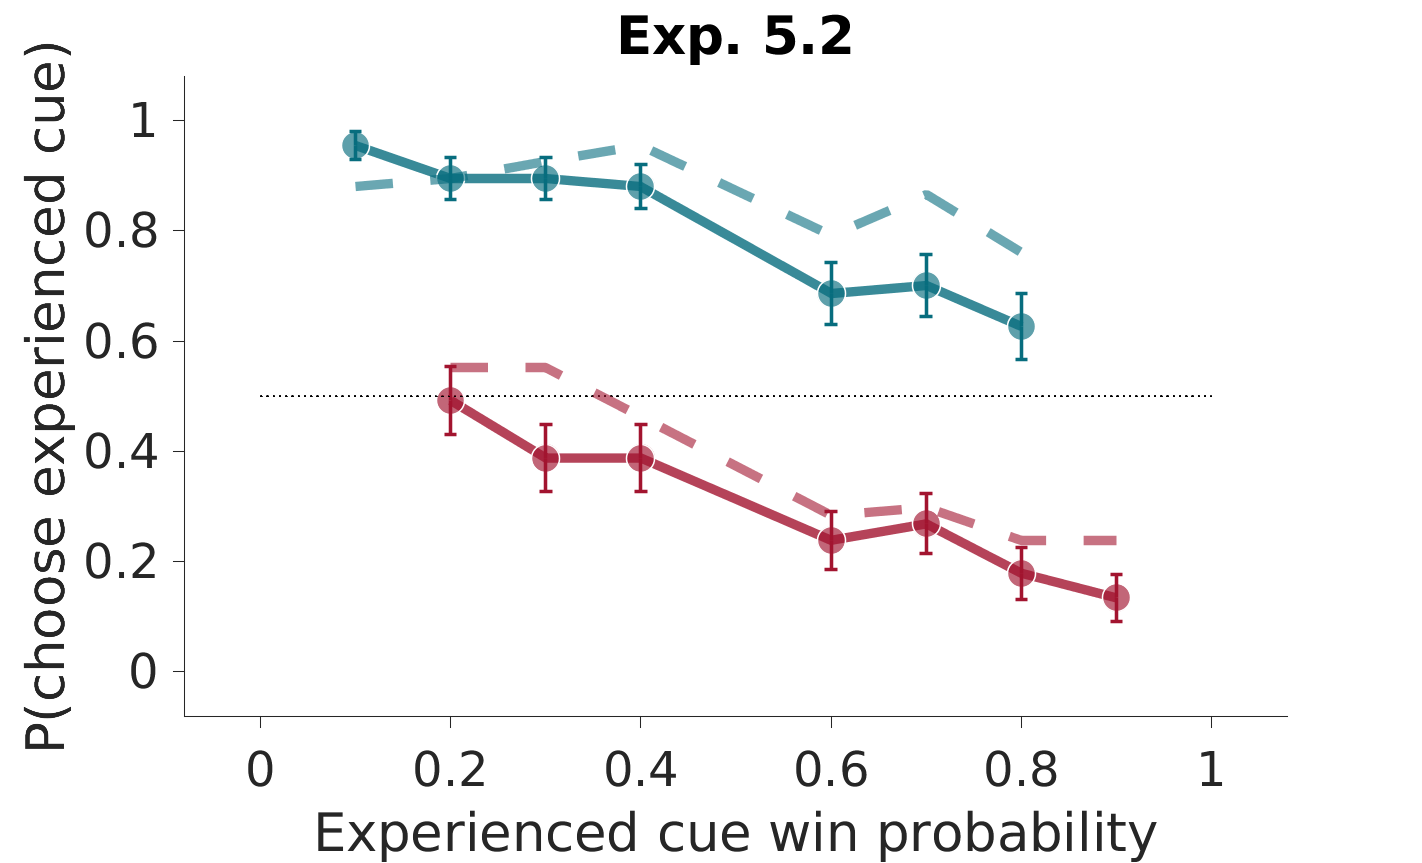 Exp. 5.2
P(choose experienced cue)
1
0.8
0.6
0.4
0.2
0
0 0.2 0.4 0.6 0.8 1
Experienced cue win probability